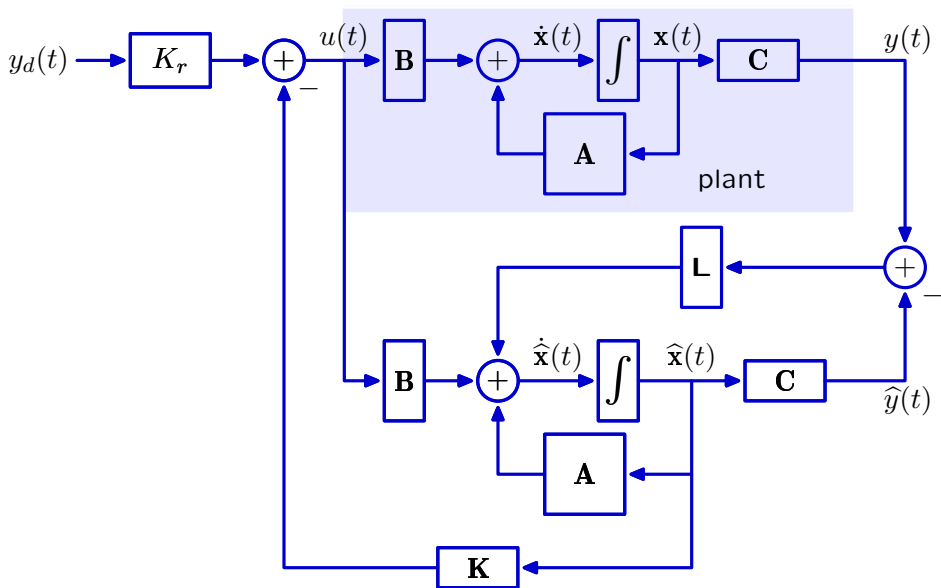 y_d(t) K_r + − u(t) B + ẋ(t) ∫ x(t) C y(t)
A
plant
L + −
B + x̂̇(t) ∫ x̂(t) C ŷ(t)
A
K